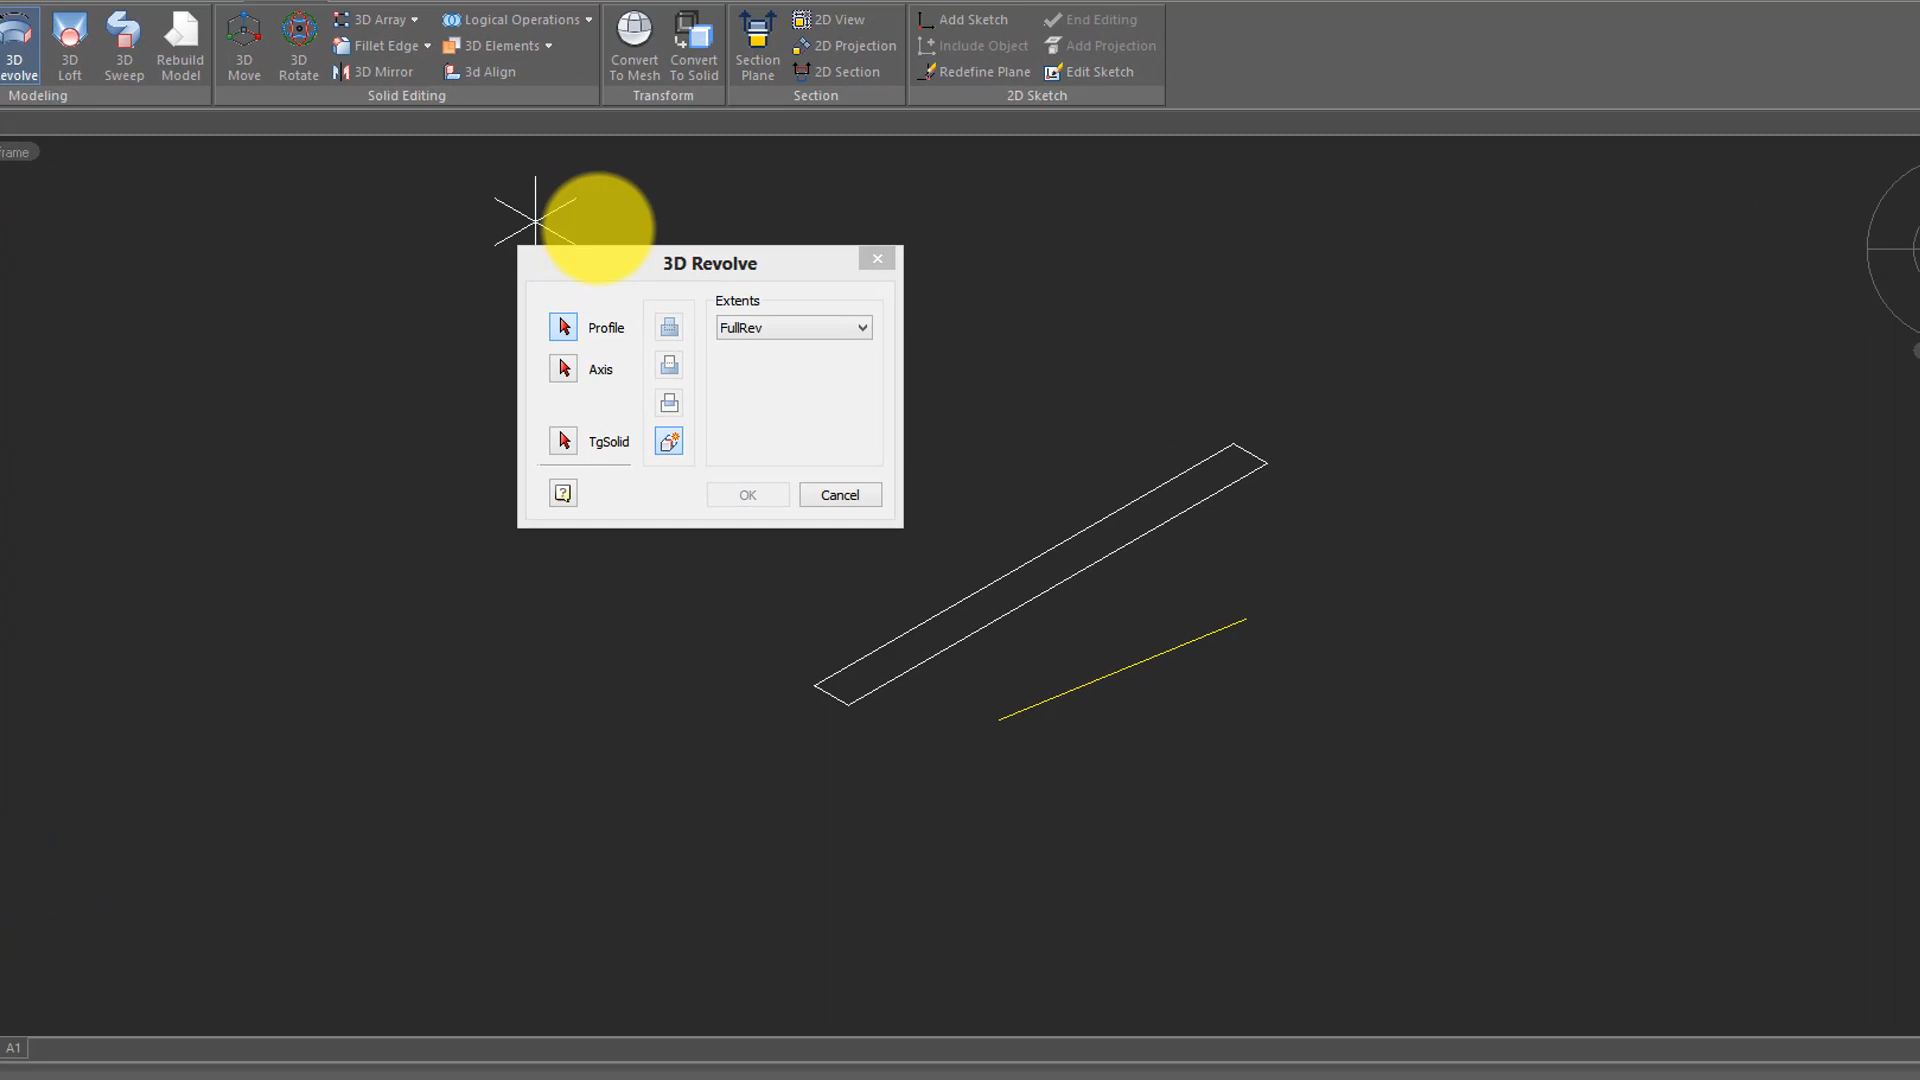 3D
evolve
3D
Loft
3D
Sweep
Rebuild
Model
Modeling
3D
Move
3D
Rotate
3D Array
Fillet Edge
3D Mirror
Logical Operations
3D Elements
3d Align
Solid Editing
Convert
To Mesh
Convert
To Solid
Transform
Section
Plane
2D View
2D Projection
2D Section
Section
Add Sketch
Include Object
Redefine Plane
End Editing
Add Projection
Edit Sketch
2D Sketch
frame
3D Revolve
Profile
Axis
TgSolid
Extents
FullRev
OK
Cancel
A1